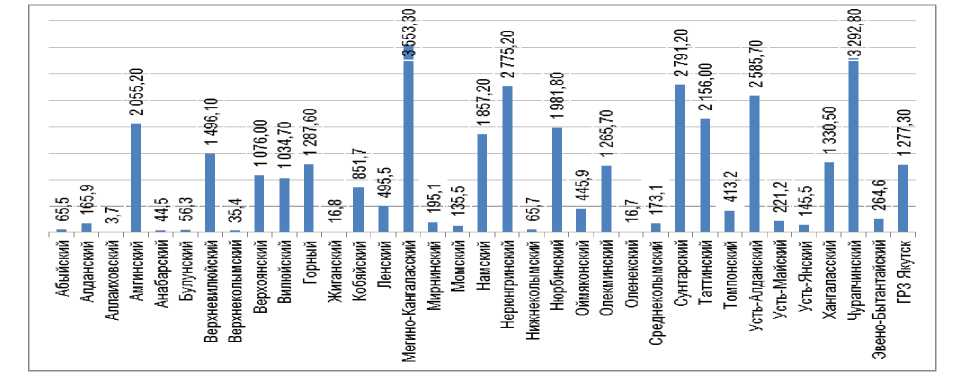 65,5
165,9
3,7
2 055,20
44,5
56,3
1 496,10
35,4
1 076,00
1 034,70
1 287,60
16,8
851,7
495,5
3 553,30
195,1
135,5
1 857,20
2 775,20
65,7
1 981,80
445,9
1 265,70
16,7
173,1
2 791,20
2 156,00
413,2
2 585,70
221,2
145,5
1 330,50
3 292,80
264,6
1 277,30
Абыйский
Алданский
Аллаиховский
Амгинский
Анабарский
Булунский
Верхневилюйский
Верхнеколымский
Верхоянский
Вилюйский
Горный
Жиганский
Кобяйский
Ленский
Мегино-Кангаласский
Мирнинский
Момский
Намский
Нерюнгринский
Нижнеколымский
Нюрбинский
Оймяконский
Олекминский
Оленекский
Среднеколымский
Сунтарский
Таттинский
Томпонский
Усть-Алданский
Усть-Майский
Усть-Янский
Хангаласский
Чурапчинский
Эвено-Бытантайский
ГРЗ Якутск